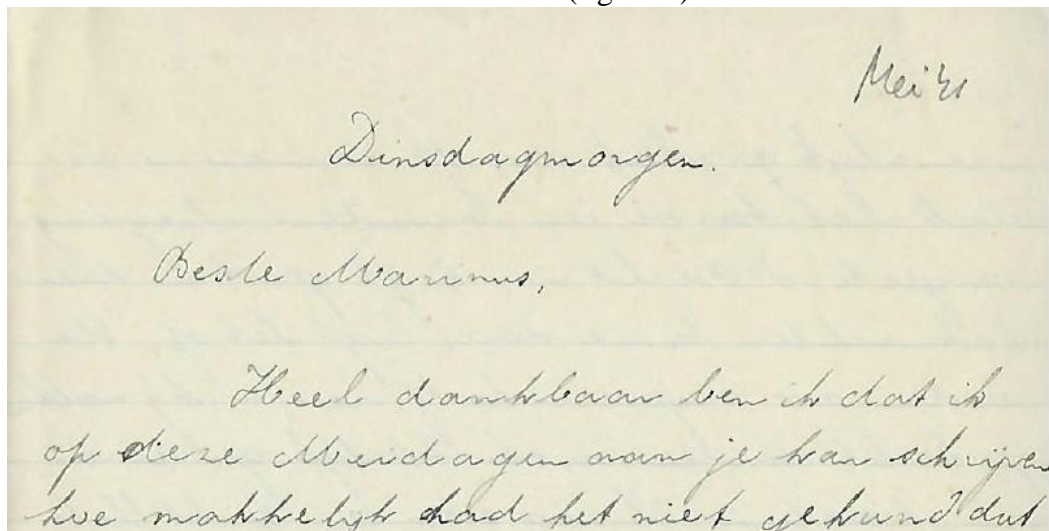 Mei '41
Dinsdagmorgen.
Beste Marinus,
Heel dankbaar ben ik dat ik
op deze Meidagen aan je kan schrijven
hoe makkelijk had het niet gekund dat